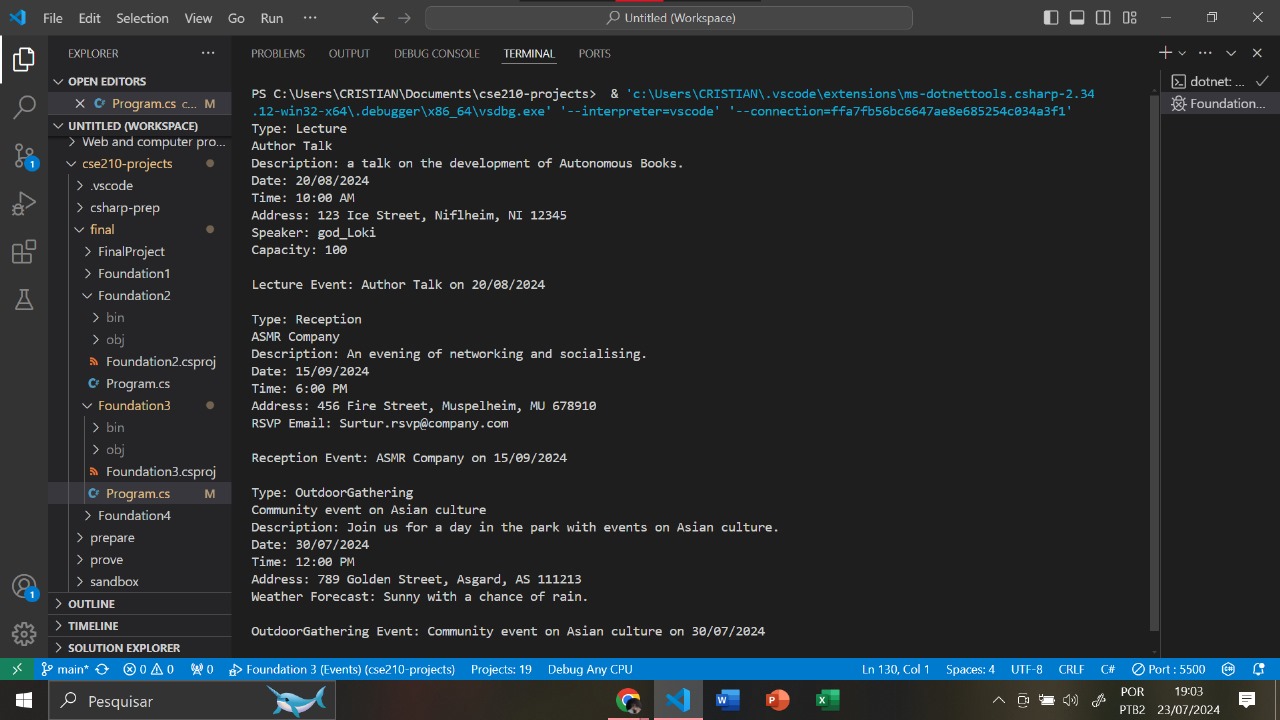 File Edit Selection View Go Run ··· Untitled (Workspace)
EXPLORER ···
OPEN EDITORS
Program.cs c... M
UNTITLED (WORKSPACE)
Web and computer pro...
cse210-projects
.vscode
csharp-prep
final
FinalProject
Foundation1
Foundation2
bin
obj
Foundation2.csproj
Program.cs
Foundation3
bin
obj
Foundation3.csproj
Program.cs M
Foundation4
prepare
prove
sandbox
OUTLINE
TIMELINE
SOLUTION EXPLORER
1
1
PROBLEMS OUTPUT DEBUG CONSOLE TERMINAL PORTS
PS C:\Users\CRISTIAN\Documents\cse210-projects> & 'c:\Users\CRISTIAN\.vscode\extensions\ms-dotnettools.csharp-2.34
.12-win32-x64\.debugger\x86_64\vsdbg.exe' '--interpreter=vscode' '--connection=ffa7fb56bc6647ae8e685254c034a3f1'
Type: Lecture
Author Talk
Description: a talk on the development of Autonomous Books.
Date: 20/08/2024
Time: 10:00 AM
Address: 123 Ice Street, Niflheim, NI 12345
Speaker: god_Loki
Capacity: 100
Lecture Event: Author Talk on 20/08/2024
Type: Reception
ASMR Company
Description: An evening of networking and socialising.
Date: 15/09/2024
Time: 6:00 PM
Address: 456 Fire Street, Muspelheim, MU 678910
RSVP Email: Surtur.rsvp@company.com
Reception Event: ASMR Company on 15/09/2024
Type: OutdoorGathering
Community event on Asian culture
Description: Join us for a day in the park with events on Asian culture.
Date: 30/07/2024
Time: 12:00 PM
Address: 789 Golden Street, Asgard, AS 111213
Weather Forecast: Sunny with a chance of rain.
OutdoorGathering Event: Community event on Asian culture on 30/07/2024
dotnet:
Foundation...
main* 0 0 0 Foundation 3 (Events) (cse210-projects) Projects: 19 Debug Any CPU Ln 130, Col 1 Spaces: 4 UTF-8 CRLF C# Port : 5500
Pesquisar
POR 19:03
PTB2 23/07/2024